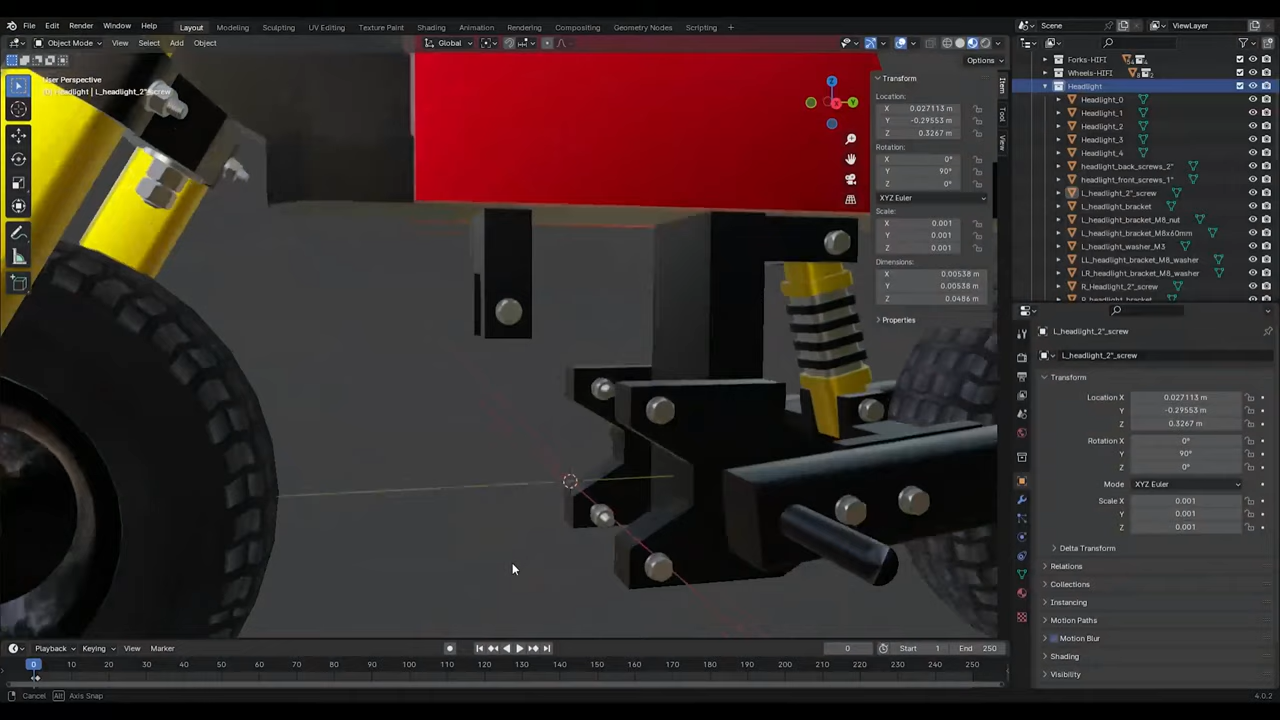 File Edit Render Window Help
Layout Modeling Sculpting UV Editing Texture Paint Shading Animation Rendering Compositing Geometry Nodes Scripting +
Scene
ViewLayer
Object Mode View Select Add Object
Global
Options
User Perspective
(0) Headlight | L_headlight_2"_screw
Transform
Location:
X 0.027113 m
Y -0.29553 m
Z 0.3267 m
Rotation:
X 0°
Y 90°
Z 0°
XYZ Euler
Scale:
X 0.001
Y 0.001
Z 0.001
Dimensions:
X 0.00538 m
Y 0.00538 m
Z 0.0486 m
Properties
Item
Tool
View
Z
Y
X
Forks-HIFI
Wheels-HIFI
Headlight
Headlight_0
Headlight_1
Headlight_2
Headlight_3
Headlight_4
headlight_back_screws_2"
headlight_front_screws_1"
L_headlight_2"_screw
L_headlight_bracket
L_headlight_bracket_M8_nut
L_headlight_bracket_M8x60mm
L_headlight_washer_M3
LL_headlight_bracket_M8_washer
LR_headlight_bracket_M8_washer
R_Headlight_2"_screw
R_headlight_bracket
L_headlight_2"_screw
L_headlight_2"_screw
Transform
Location X 0.027113 m
Y -0.29553 m
Z 0.3267 m
Rotation X 0°
Y 90°
Z 0°
Mode XYZ Euler
Scale X 0.001
Y 0.001
Z 0.001
Delta Transform
Relations
Collections
Instancing
Motion Paths
Motion Blur
Shading
Visibility
Playback Keying View Marker
0 Start 1 End 250
0 10 20 30 40 50 60 70 80 90 100 110 120 130 140 150 160 170 180 190 200 210 220 230 240 250
Cancel Alt Axis Snap
4.0.2